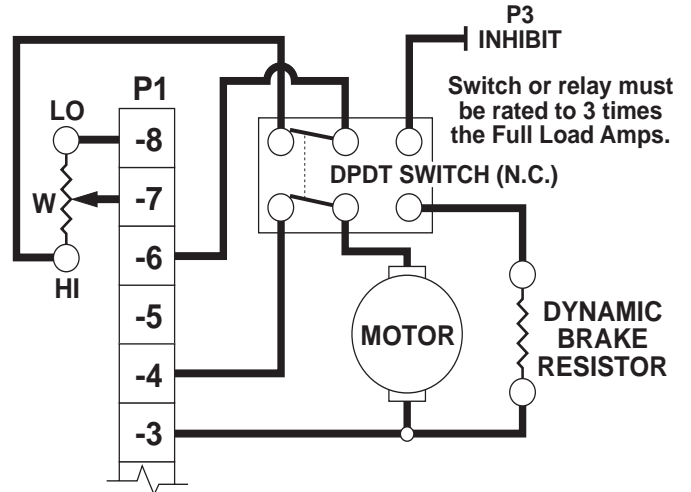 P3
INHIBIT
P1
Switch or relay must
be rated to 3 times
the Full Load Amps.
LO
-8
DPDT SWITCH (N.C.)
W
-7
-6
HI
-5
MOTOR
DYNAMIC
BRAKE
RESISTOR
-4
-3